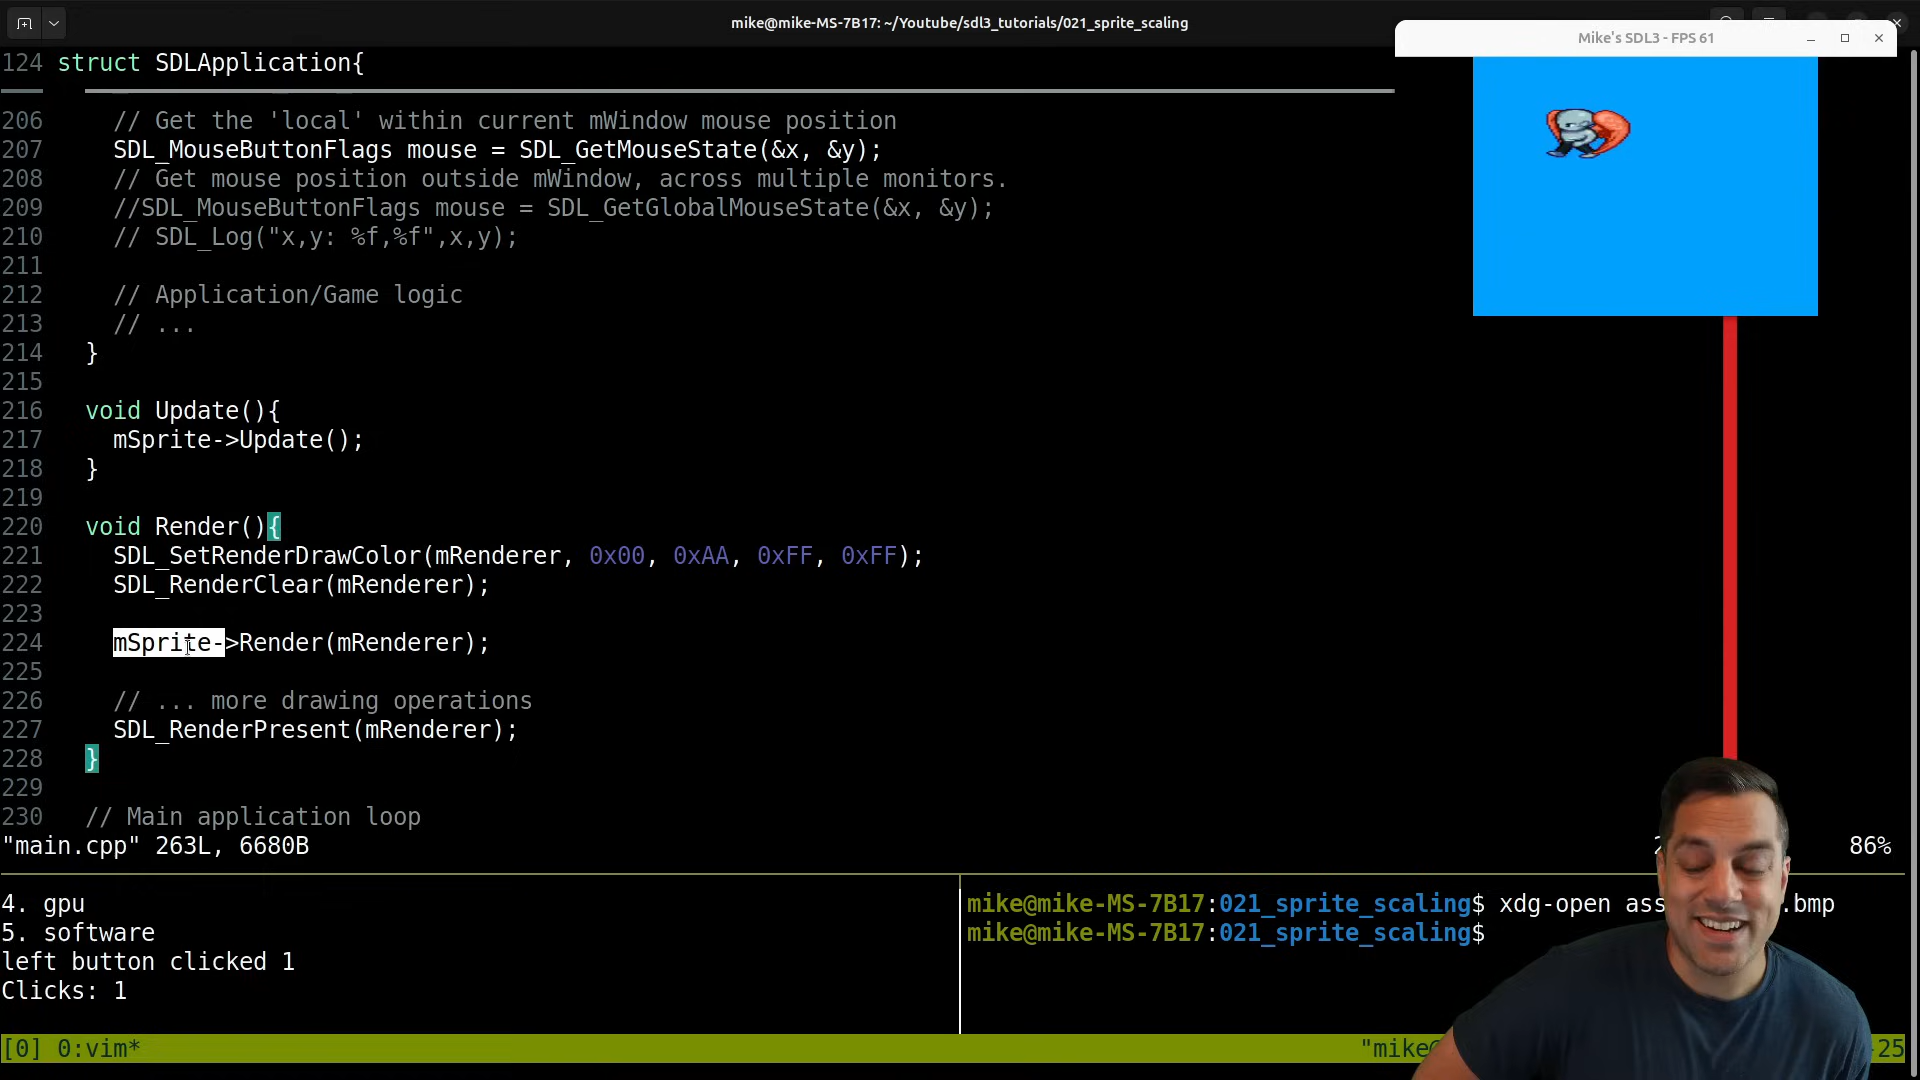 mike@mike-MS-7B17: ~/Youtube/sdl3_tutorials/021_sprite_scaling
Mike's SDL3 - FPS 61
124 struct SDLApplication{
206 // Get the 'local' within current mWindow mouse position
207 SDL_MouseButtonFlags mouse = SDL_GetMouseState(&x, &y);
208 // Get mouse position outside mWindow, across multiple monitors.
209 //SDL_MouseButtonFlags mouse = SDL_GetGlobalMouseState(&x, &y);
210 // SDL_Log("x,y: %f,%f",x,y);
211
212 // Application/Game logic
213 // ...
214 }
215
216 void Update(){
217 mSprite->Update();
218 }
219
220 void Render(){
221 SDL_SetRenderDrawColor(mRenderer, 0x00, 0xAA, 0xFF, 0xFF);
222 SDL_RenderClear(mRenderer);
223
224 mSprite->Render(mRenderer);
225
226 // ... more drawing operations
227 SDL_RenderPresent(mRenderer);
228 }
229
230 // Main application loop
"main.cpp" 263L, 6680B 86%
4. gpu
5. software
left button clicked 1
Clicks: 1
mike@mike-MS-7B17:021_sprite_scaling$ xdg-open ass .bmp
mike@mike-MS-7B17:021_sprite_scaling$
[0] 0:vim* "mike@ 25